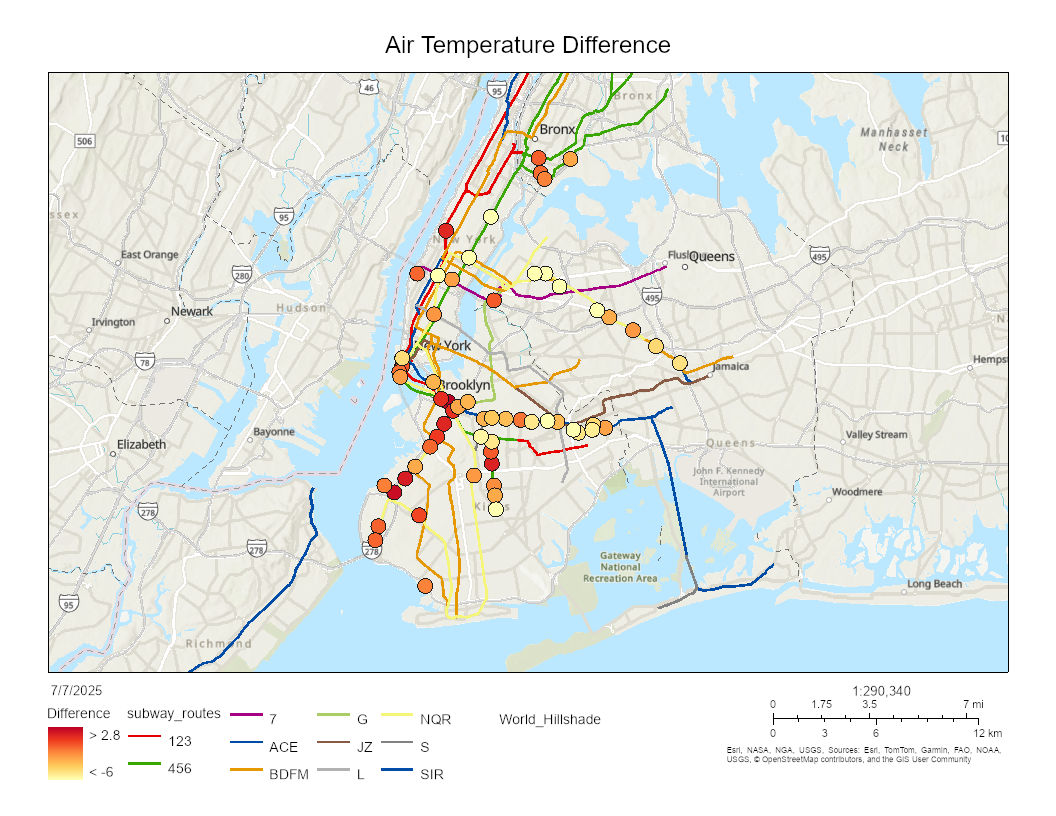 Air Temperature Difference
46
95
Bronx
Bronx
506
Manhasset
Neck
95
ssex
New York
East Orange
Queens
495
280
495
Newark
Hudson
Irvington
York
78
Hempst
Jamaica
Brooklyn
Bayonne
Elizabeth
Queens
Valley Stream
John F. Kennedy
International
Airport
Woodmere
278
278
278
Gateway
National
Recreation Area
Long Beach
95
Richmond
7/7/2025
1:290,340
Difference
> 2.8
< -6
subway_routes
123
456
7
ACE
BDFM
G
JZ
L
NQR
S
SIR
World_Hillshade
0 1.75 3.5 7 mi
0 3 6 12 km
Esri, NASA, NGA, USGS, Sources: Esri, TomTom, Garmin, FAO, NOAA,
USGS, © OpenStreetMap contributors, and the GIS User Community